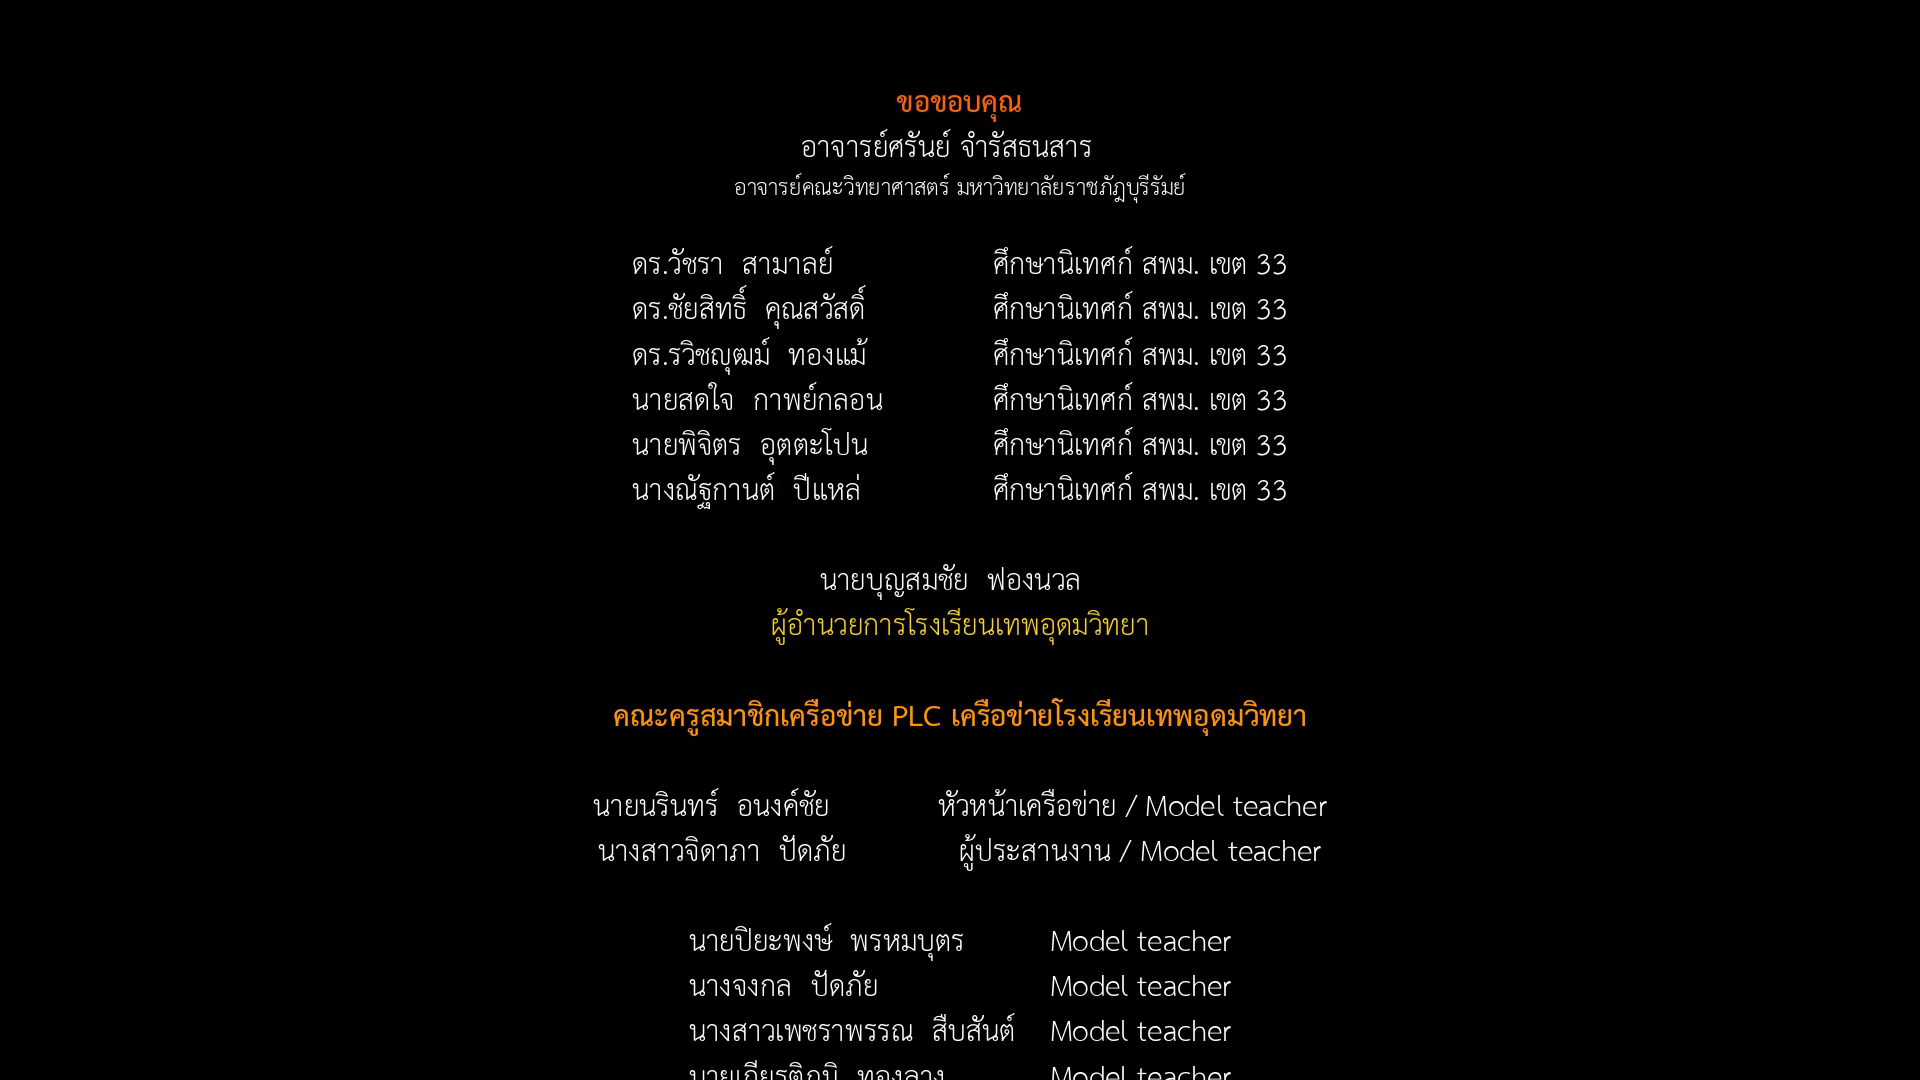 ขอขอบคุณ
อาจารย์ศรันย์ จำรัสธนสาร
อาจารย์คณะวิทยาศาสตร์ มหาวิทยาลัยราชภัฎบุรีรัมย์
ดร.วัชรา สามาลย์ ศึกษานิเทศก์ สพม. เขต 33
ดร.ชัยสิทธิ์ คุณสวัสดิ์ ศึกษานิเทศก์ สพม. เขต 33
ดร.รวิชญุฒม์ ทองแม้ ศึกษานิเทศก์ สพม. เขต 33
นายสดใจ กาพย์กลอน ศึกษานิเทศก์ สพม. เขต 33
นายพิจิตร อุตตะโปน ศึกษานิเทศก์ สพม. เขต 33
นางณัฐกานต์ ปีแหล่ ศึกษานิเทศก์ สพม. เขต 33
นายบุญสมชัย ฟองนวล
ผู้อำนวยการโรงเรียนเทพอุดมวิทยา
คณะครูสมาชิกเครือข่าย PLC เครือข่ายโรงเรียนเทพอุดมวิทยา
นายนรินทร์ อนงค์ชัย หัวหน้าเครือข่าย / Model teacher
นางสาวจิดาภา ปัดภัย ผู้ประสานงาน / Model teacher
นายปิยะพงษ์ พรหมบุตร Model teacher
นางจงกล ปัดภัย Model teacher
นางสาวเพชราพรรณ สืบสันต์ Model teacher
Model teacher